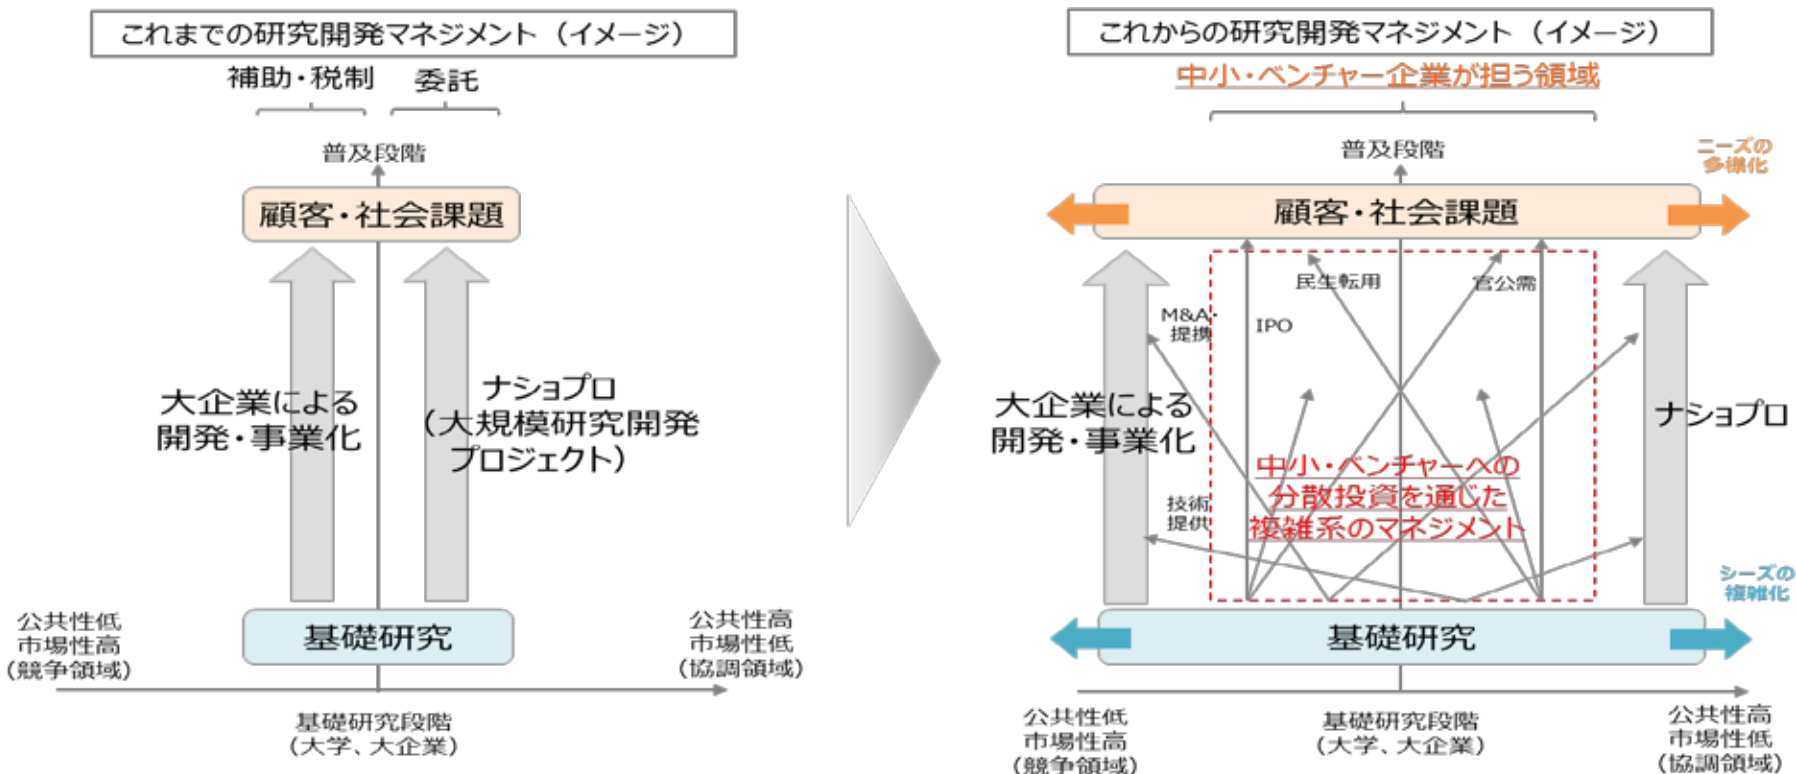 これまでの研究開発マネジメント（イメージ）
補助・税制
委託
普及段階
顧客・社会課題
大企業による
開発・事業化
ナショプロ
（大規模研究開発
プロジェクト）
公共性低
市場性高
(競争領域)
基礎研究
公共性高
市場性低
(協調領域)
基礎研究段階
(大学、大企業)
これからの研究開発マネジメント（イメージ）
中小・ベンチャー企業が担う領域
普及段階
ニーズの
多様化
顧客・社会課題
民生転用
官公需
M&A・
提携
IPO
大企業による
開発・事業化
ナショプロ
中小・ベンチャーへの
分散投資を通じた
複雑系のマネジメント
技術
提供
シーズの
複雑化
基礎研究
公共性低
市場性高
(競争領域)
基礎研究段階
(大学、大企業)
公共性高
市場性低
(協調領域)